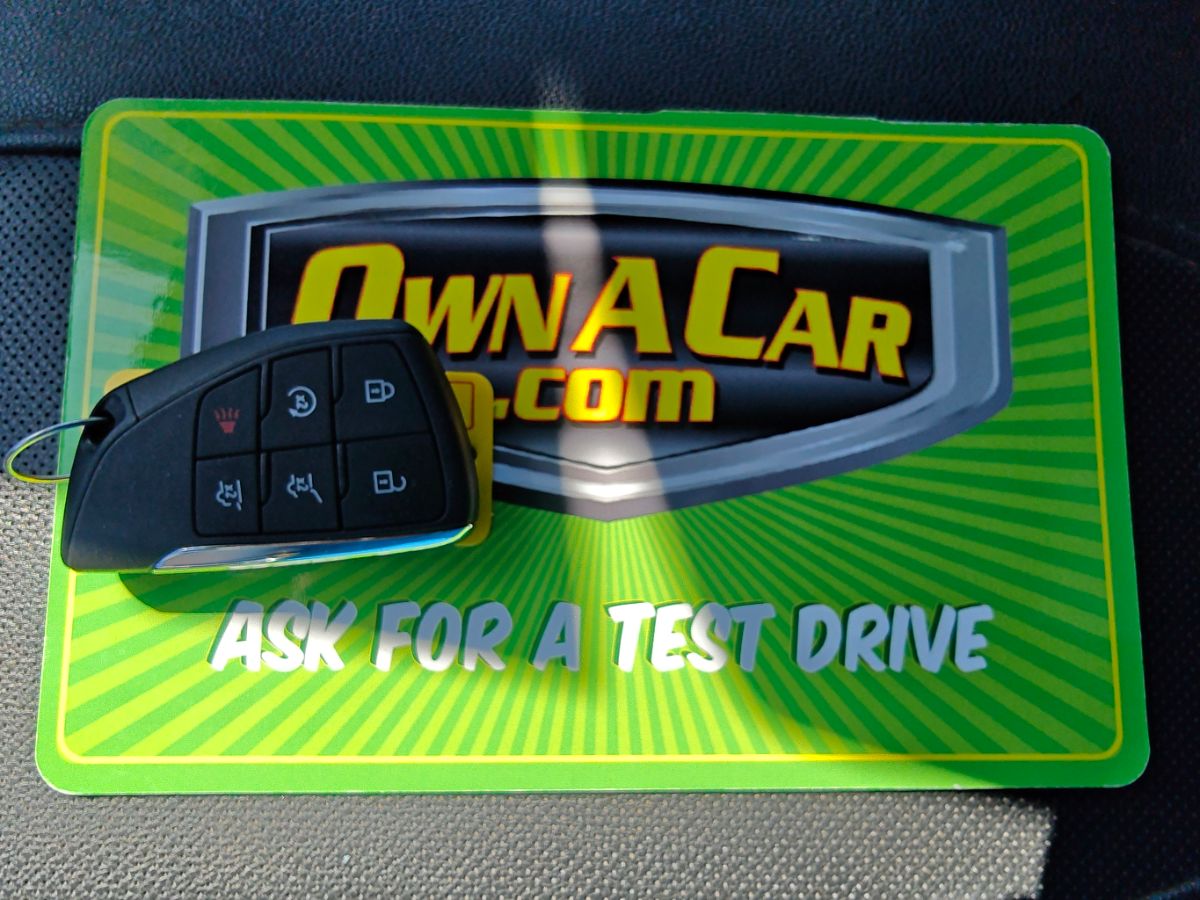 OWNACAR
.com
ASK FOR A TEST DRIVE